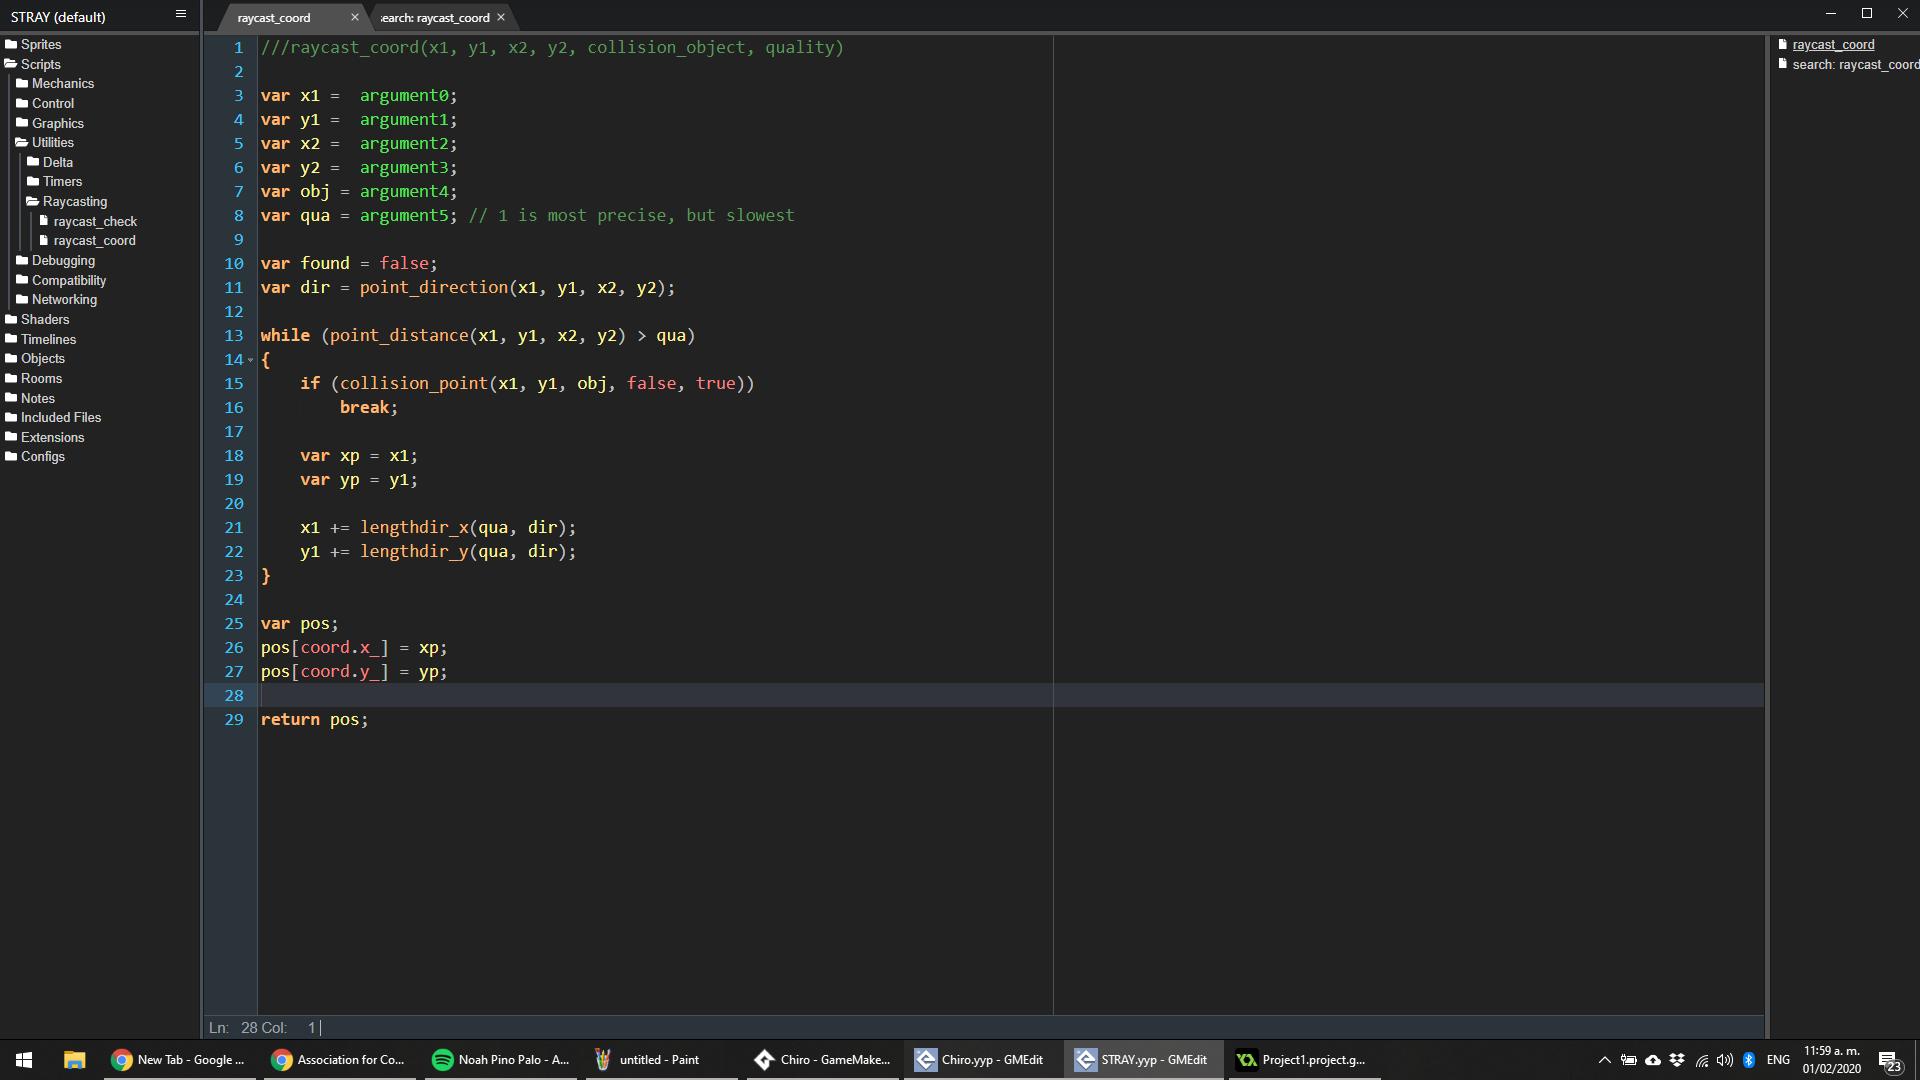 STRAY (default)
raycast_coord
search: raycast_coord
Sprites
Scripts
Mechanics
Control
Graphics
Utilities
Delta
Timers
Raycasting
raycast_check
raycast_coord
Debugging
Compatibility
Networking
Shaders
Timelines
Objects
Rooms
Notes
Included Files
Extensions
Configs
1 ///raycast_coord(x1, y1, x2, y2, collision_object, quality)
2
3 var x1 =  argument0;
4 var y1 =  argument1;
5 var x2 =  argument2;
6 var y2 =  argument3;
7 var obj = argument4;
8 var qua = argument5; // 1 is most precise, but slowest
9
10 var found = false;
11 var dir = point_direction(x1, y1, x2, y2);
12
13 while (point_distance(x1, y1, x2, y2) > qua)
14 {
15     if (collision_point(x1, y1, obj, false, true))
16         break;
17
18     var xp = x1;
19     var yp = y1;
20
21     x1 += lengthdir_x(qua, dir);
22     y1 += lengthdir_y(qua, dir);
23 }
24
25 var pos;
26 pos[coord.x_] = xp;
27 pos[coord.y_] = yp;
28
29 return pos;
raycast_coord
search: raycast_coord
Ln: 28 Col: 1
New Tab - Google ...
Association for Co...
Noah Pino Palo - A...
untitled - Paint
Chiro - GameMake...
Chiro.yyp - GMEdit
STRAY.yyp - GMEdit
Project1.project.g...
ENG
11:59 a. m.
01/02/2020
23